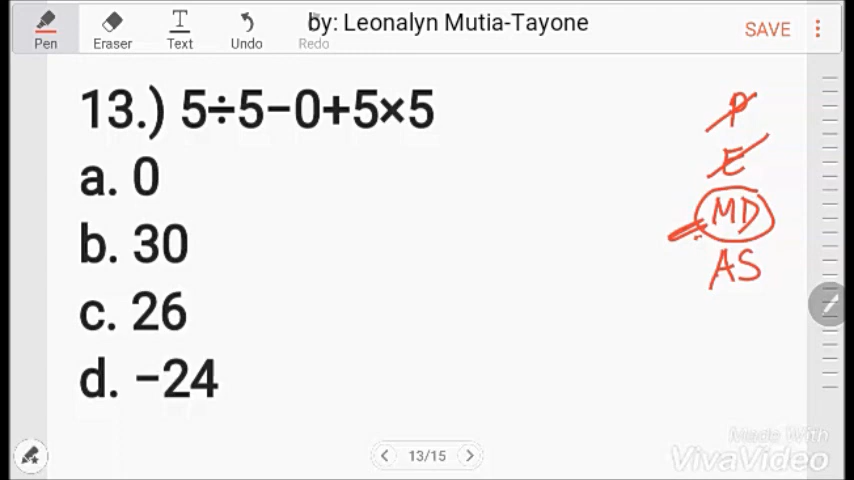 by: Leonalyn Mutia-Tayone
Pen Eraser Text Undo Redo SAVE
13.) 5÷5−0+5×5
a. 0
b. 30
c. 26
d. −24
P
E
MD
AS
13/15
Made With
VivaVideo